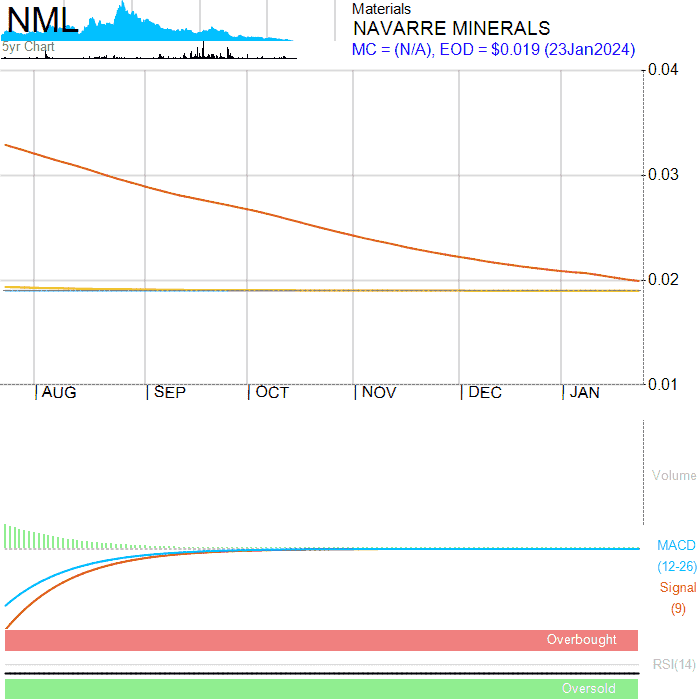 NML
5yr Chart
Materials
NAVARRE MINERALS
MC = (N/A), EOD = $0.019 (23Jan2024)
0.04
0.03
0.02
0.01
AUG SEP OCT NOV DEC JAN
Volume
MACD
(12-26)
Signal
(9)
Overbought
RSI(14)
Oversold